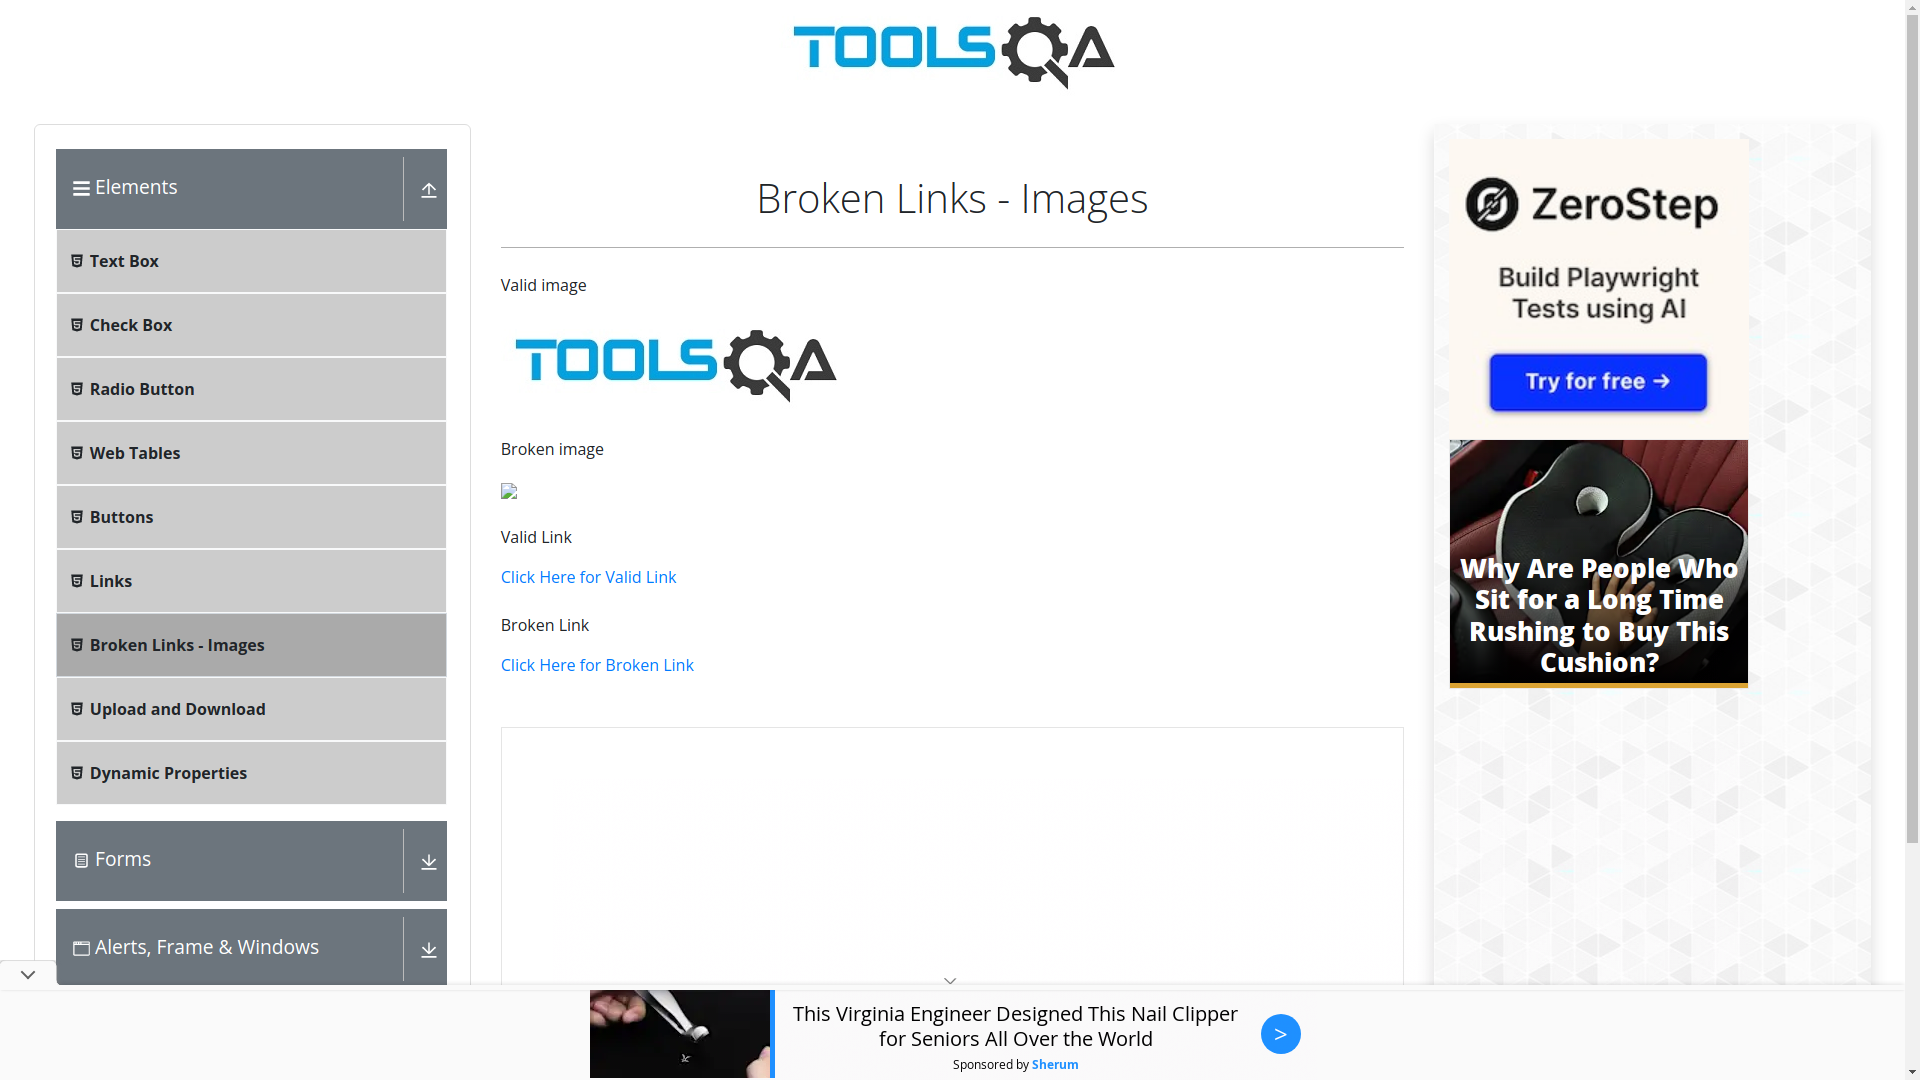 TOOLSQA
Elements
Text Box
Check Box
Radio Button
Web Tables
Buttons
Links
Broken Links - Images
Upload and Download
Dynamic Properties
Forms
Alerts, Frame & Windows
Broken Links - Images
Valid image
TOOLSQA
Broken image
Valid Link
Click Here for Valid Link
Broken Link
Click Here for Broken Link
ZeroStep
Build Playwright
Tests using AI
Try for free →
Why Are People Who
Sit for a Long Time
Rushing to Buy This
Cushion?
This Virginia Engineer Designed This Nail Clipper
for Seniors All Over the World
Sponsored by Sherum
>